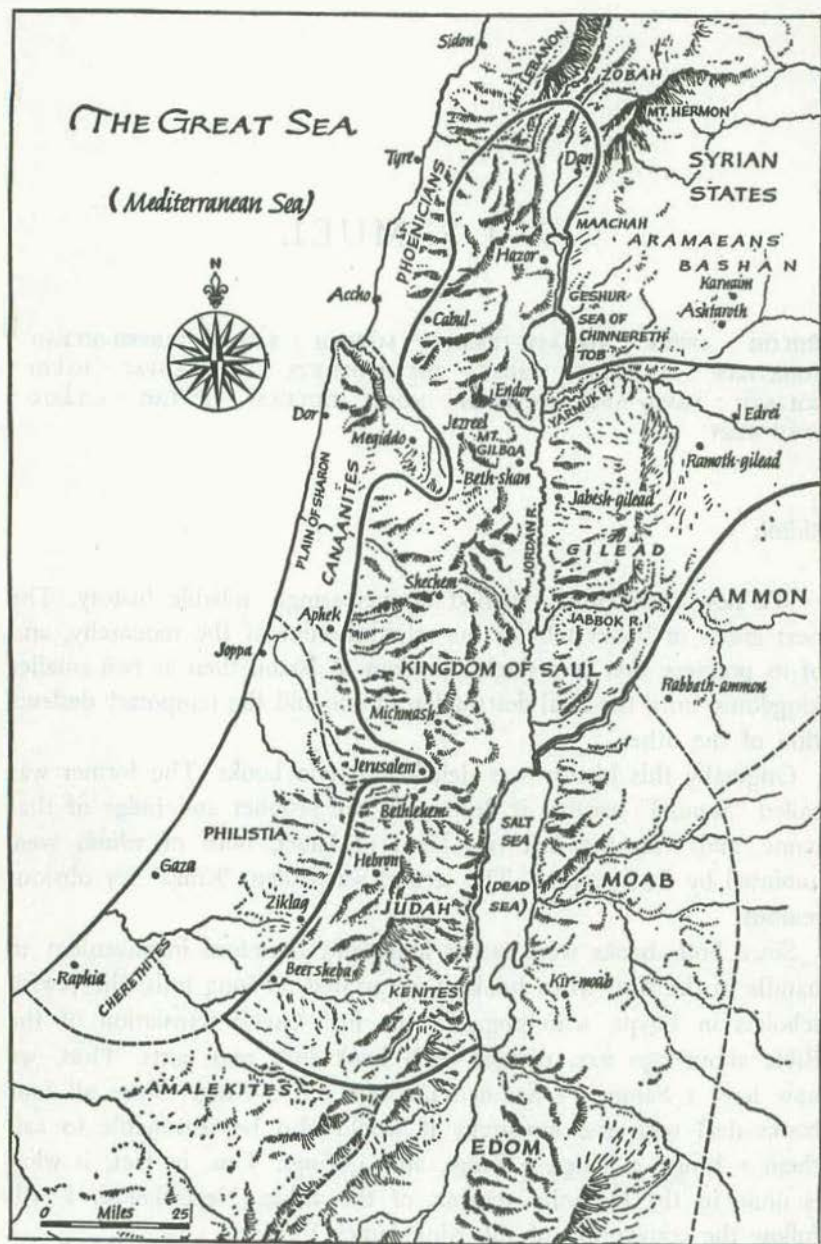 Sidon
MT. LEBANON
ZOBAH
THE GREAT SEA
MT. HERMON
Dan
Tyre
SYRIAN
STATES
(Mediterranean Sea)
PHOENICIANS
MAACHAH
ARAMAEANS
N
Hazor
BASHAN
Karnaim
Accho
GESHUR
Ashtaroth
Cabul
SEA OF
CHINNERETH
TOB
Endor
YARMUK R.
Dor
Jezreel
Edrei
Megiddo
MT.
GILBOA
Ramoth-gilead
Beth-shan
PLAIN OF SHARON
Jabesh-gilead
CANAANITES
JORDAN R.
GILEAD
Shechem
AMMON
Aphek
JABBOK R.
Joppa
KINGDOM OF SAUL
Rabbeth-ammon
Michmash
Jerusalem
Bethlehem
SALT
SEA
PHILISTIA
Gaza
Hebron
MOAB
Ziklag
JUDAH
(DEAD
SEA)
CHERETHITES
Raphia
Beersheba
KENITES
Kir-moab
AMALEKITES
EDOM
0 Miles 25